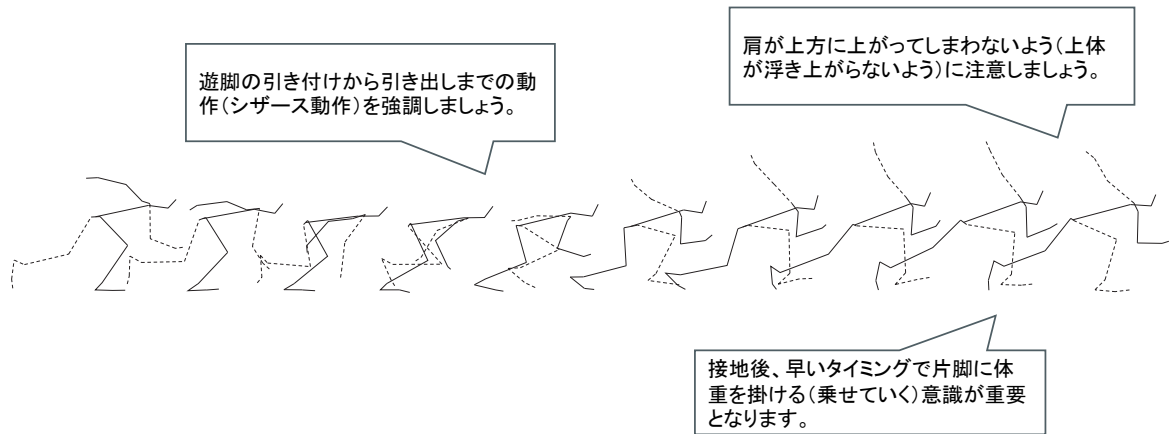 遊脚の引き付けから引き出しまでの動
作(シザース動作)を強調しましょう。
肩が上方に上がってしまわないよう(上体
が浮き上がらないよう)に注意しましょう。
接地後、早いタイミングで片脚に体
重を掛ける(乗せていく)意識が重要
となります。